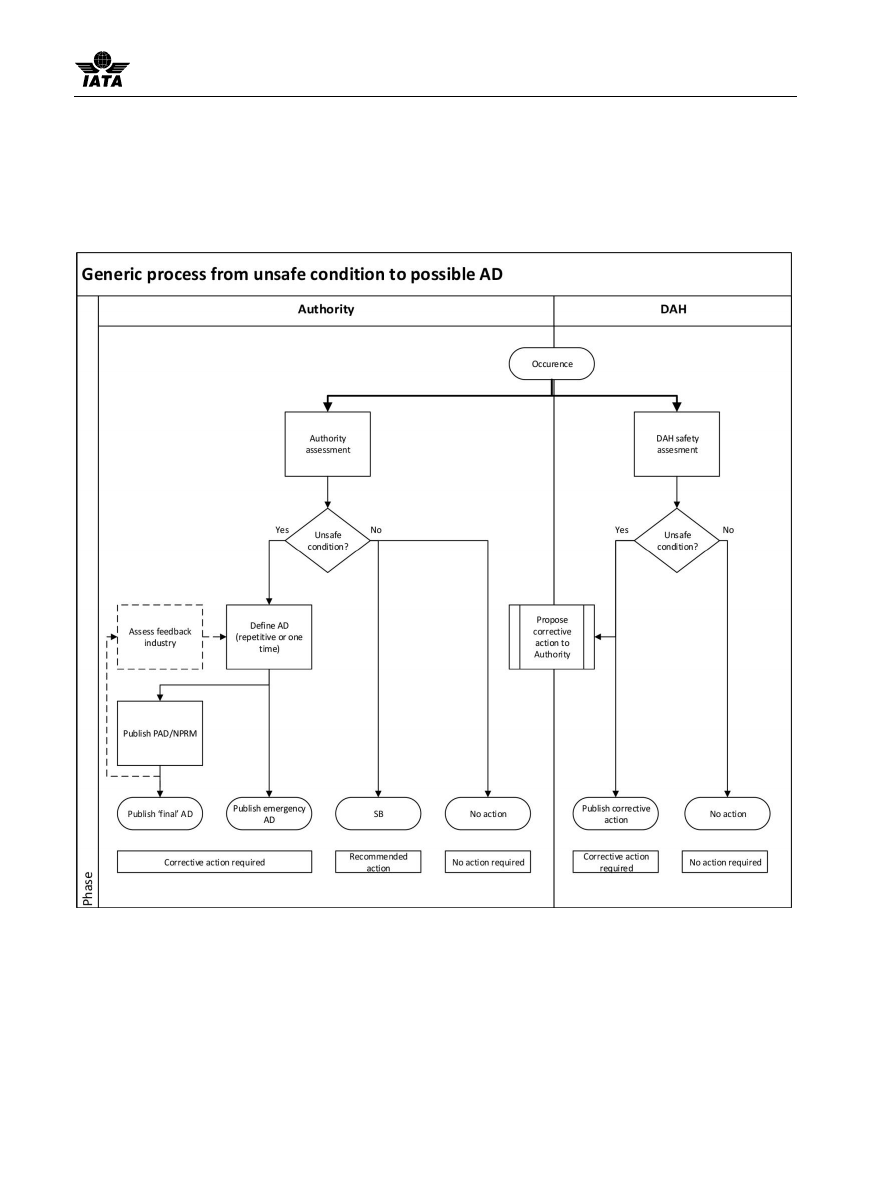 IATA
Generic process from unsafe condition to possible AD
Authority
DAH
Phase
Occurence
Authority
assessment
DAH safety
assesment
Yes
Unsafe
condition?
No
Yes
Unsafe
condition?
No
Assess feedback
industry
Define AD
(repetitive or one
time)
Propose
corrective
action to
Authority
Publish PAD/NPRM
Publish ‘final’ AD
Publish emergency
AD
SB
No action
Publish corrective
action
No action
Corrective action required
Recommended
action
No action required
Corrective action
required
No action required